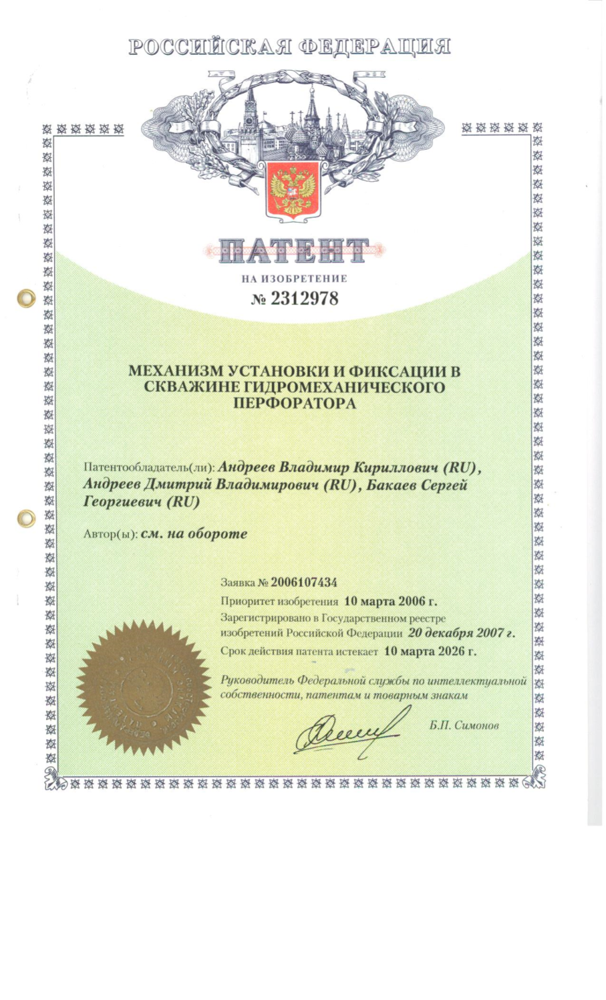 РОССИЙСКАЯ ФЕДЕРАЦИЯ
ПАТЕНТ
НА ИЗОБРЕТЕНИЕ
№ 2312978
МЕХАНИЗМ УСТАНОВКИ И ФИКСАЦИИ В
СКВАЖИНЕ ГИДРОМЕХАНИЧЕСКОГО
ПЕРФОРАТОРА
Патентообладатель(ли): Андреев Владимир Кириллович (RU),
Андреев Дмитрий Владимирович (RU), Бакаев Сергей
Георгиевич (RU)
Автор(ы): см. на обороте
Заявка № 2006107434
Приоритет изобретения 10 марта 2006 г.
Зарегистрировано в Государственном реестре
изобретений Российской Федерации 20 декабря 2007 г.
Срок действия патента истекает 10 марта 2026 г.
Руководитель Федеральной службы по интеллектуальной
собственности, патентам и товарным знакам
Б.П. Симонов